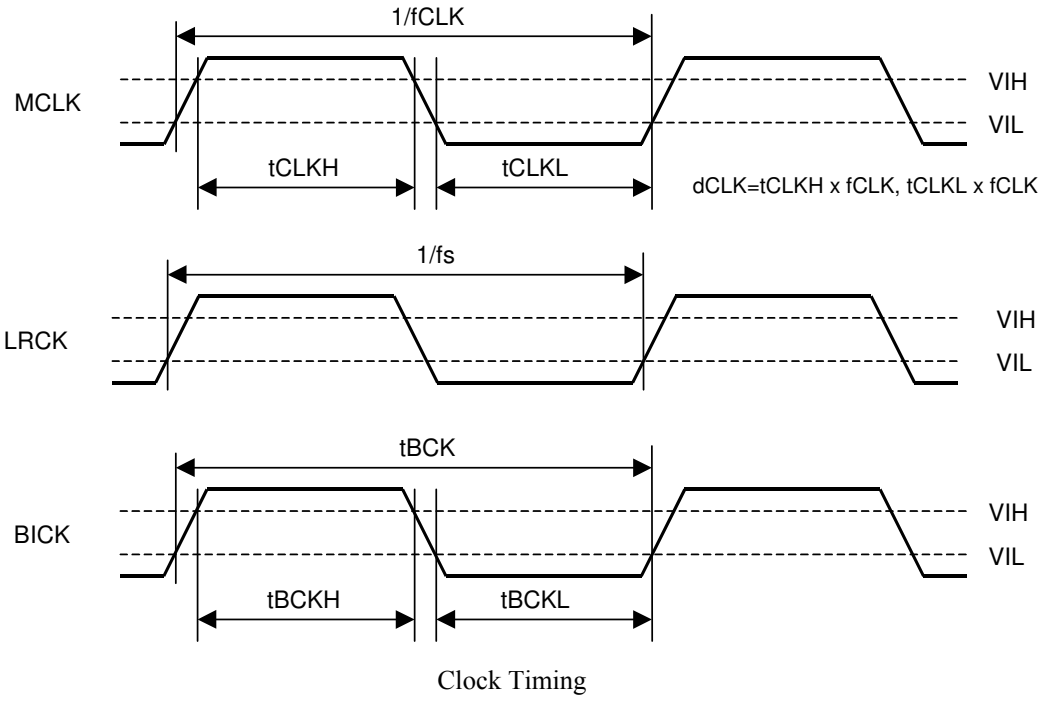 1/fCLK
MCLK
VIH
VIL
tCLKH
tCLKL
dCLK=tCLKH x fCLK, tCLKL x fCLK
1/fs
LRCK
VIH
VIL
tBCK
BICK
VIH
VIL
tBCKH
tBCKL
Clock Timing